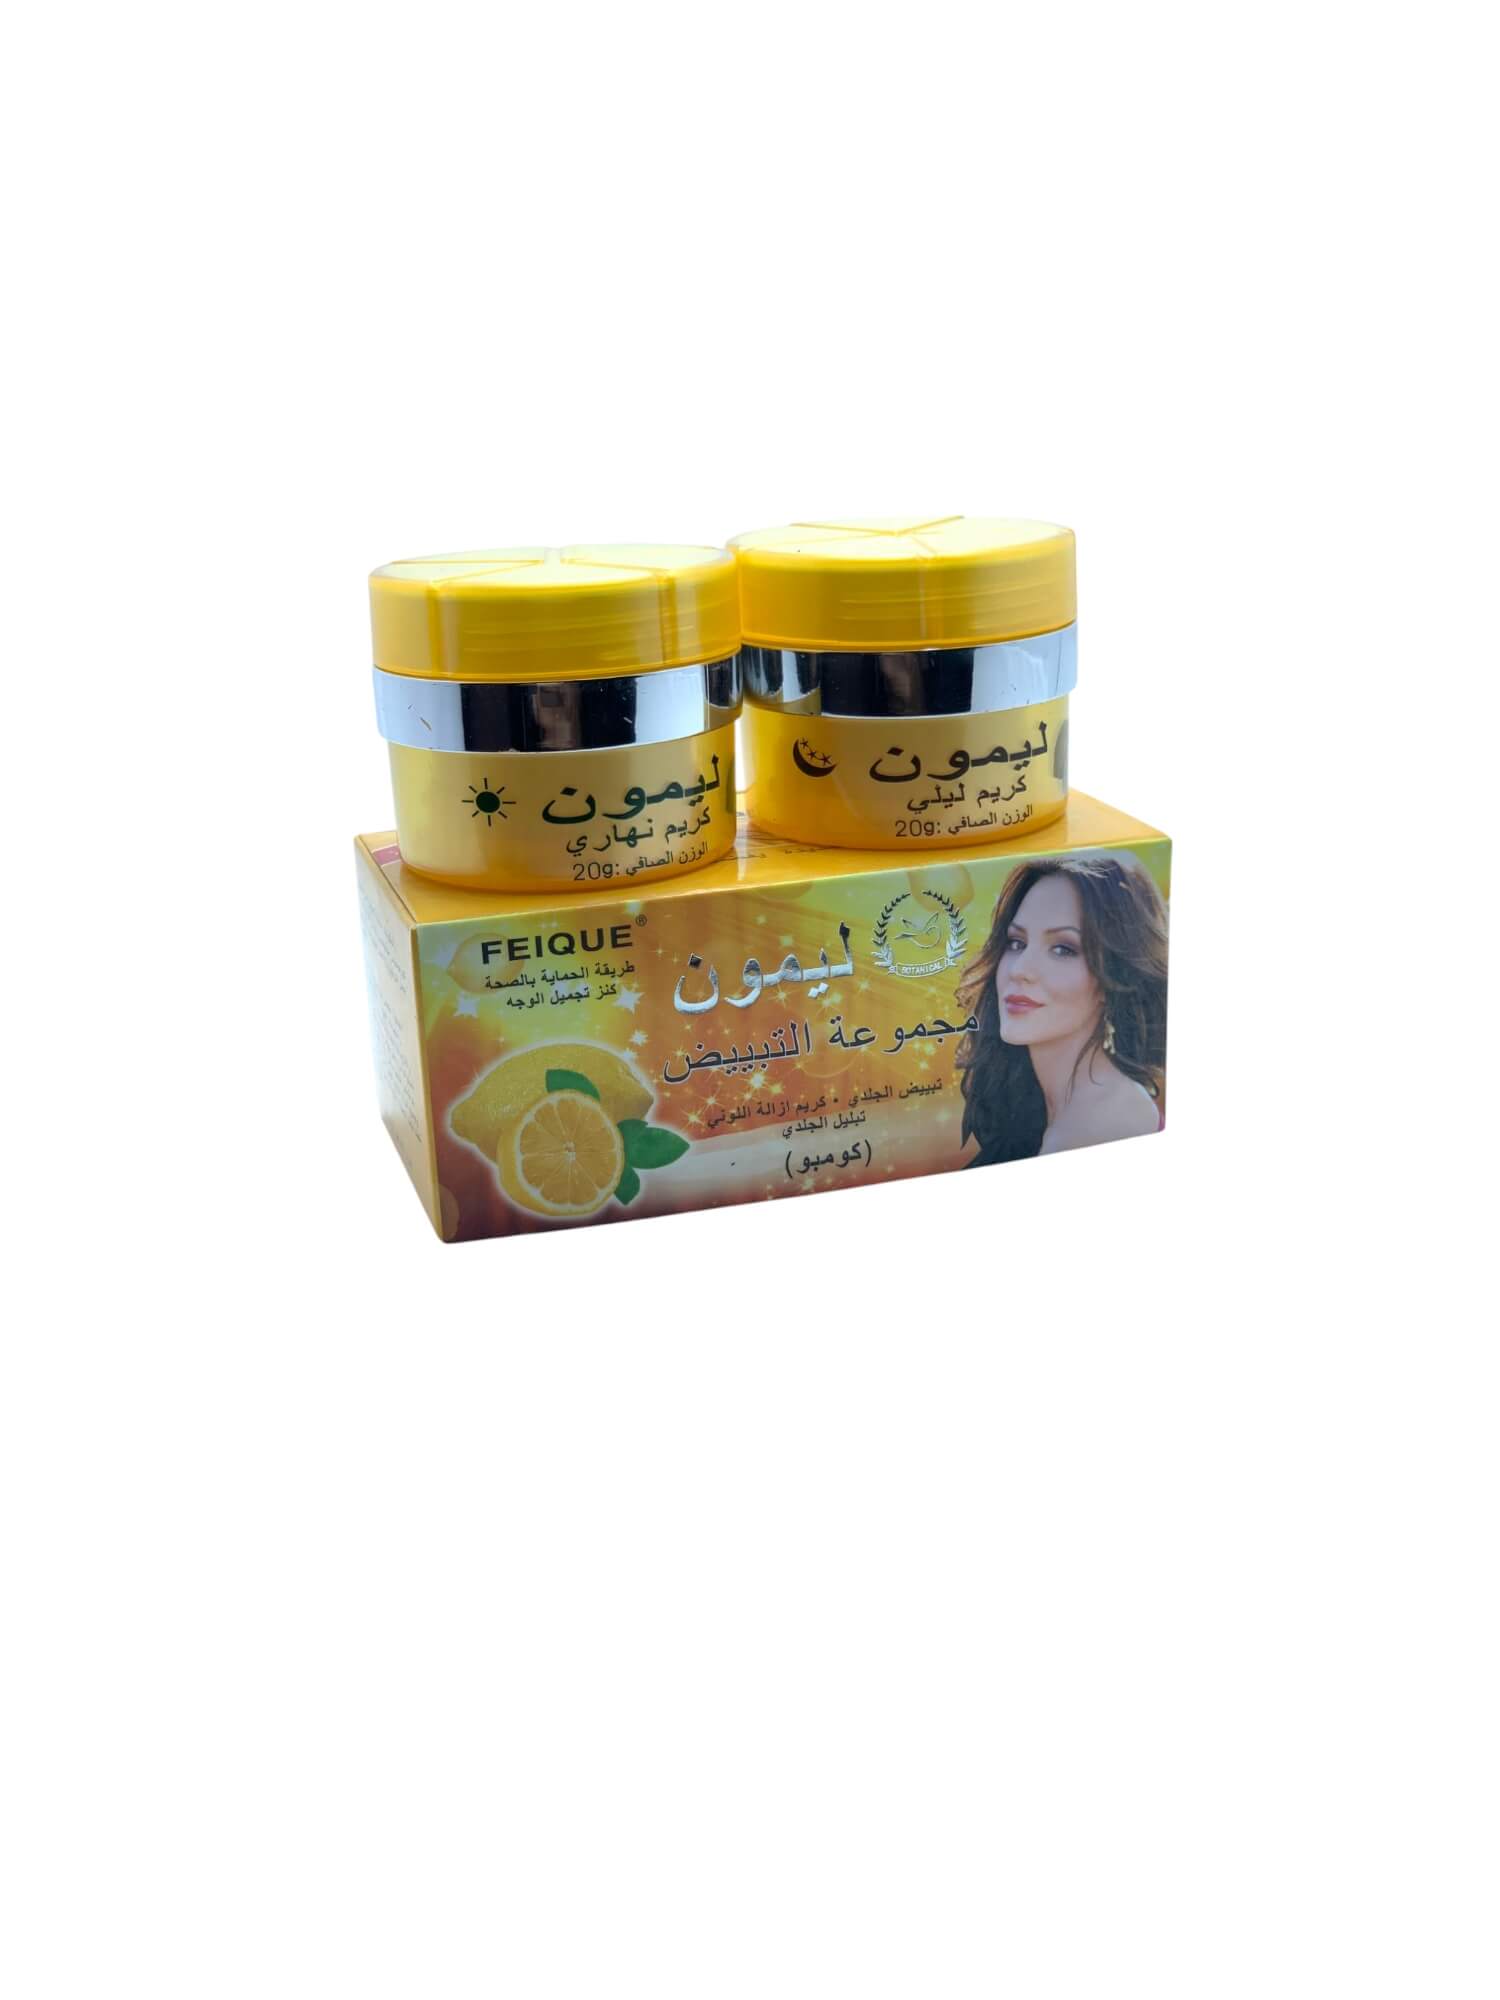 ليمون
كريم نهاري
الوزن الصافي: 20g
ليمون
كريم ليلي
الوزن الصافي: 20g
FEIQUE®
طريقة الحماية بالصحة
كنز تجميل الوجه
ليمون
BOTANICAL
مجموعة التبييض
تبييض الجلدي • كريم ازالة اللوني
تبليل الجلدي
(كومبو)